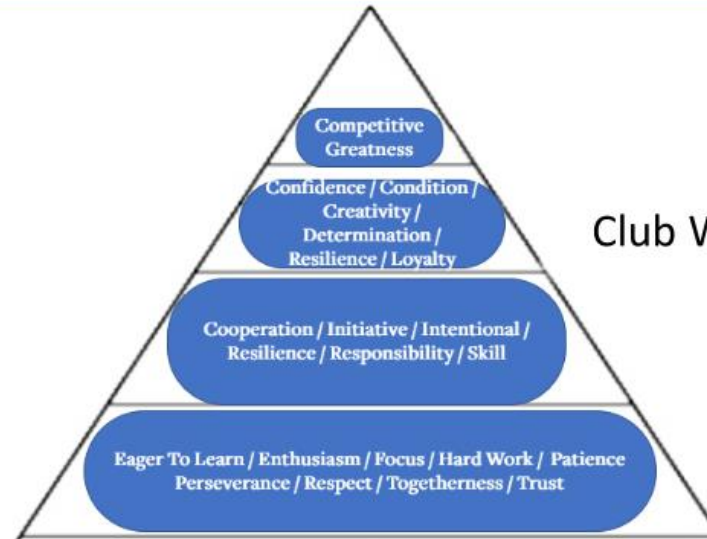 Competitive
Greatness
Confidence / Condition /
Creativity /
Determination /
Resilience / Loyalty
Club
Cooperation / Initiative / Intentional /
Resilience / Responsibility / Skill
Eager To Learn / Enthusiasm / Focus / Hard Work / Patience
Perseverance / Respect / Togetherness / Trust